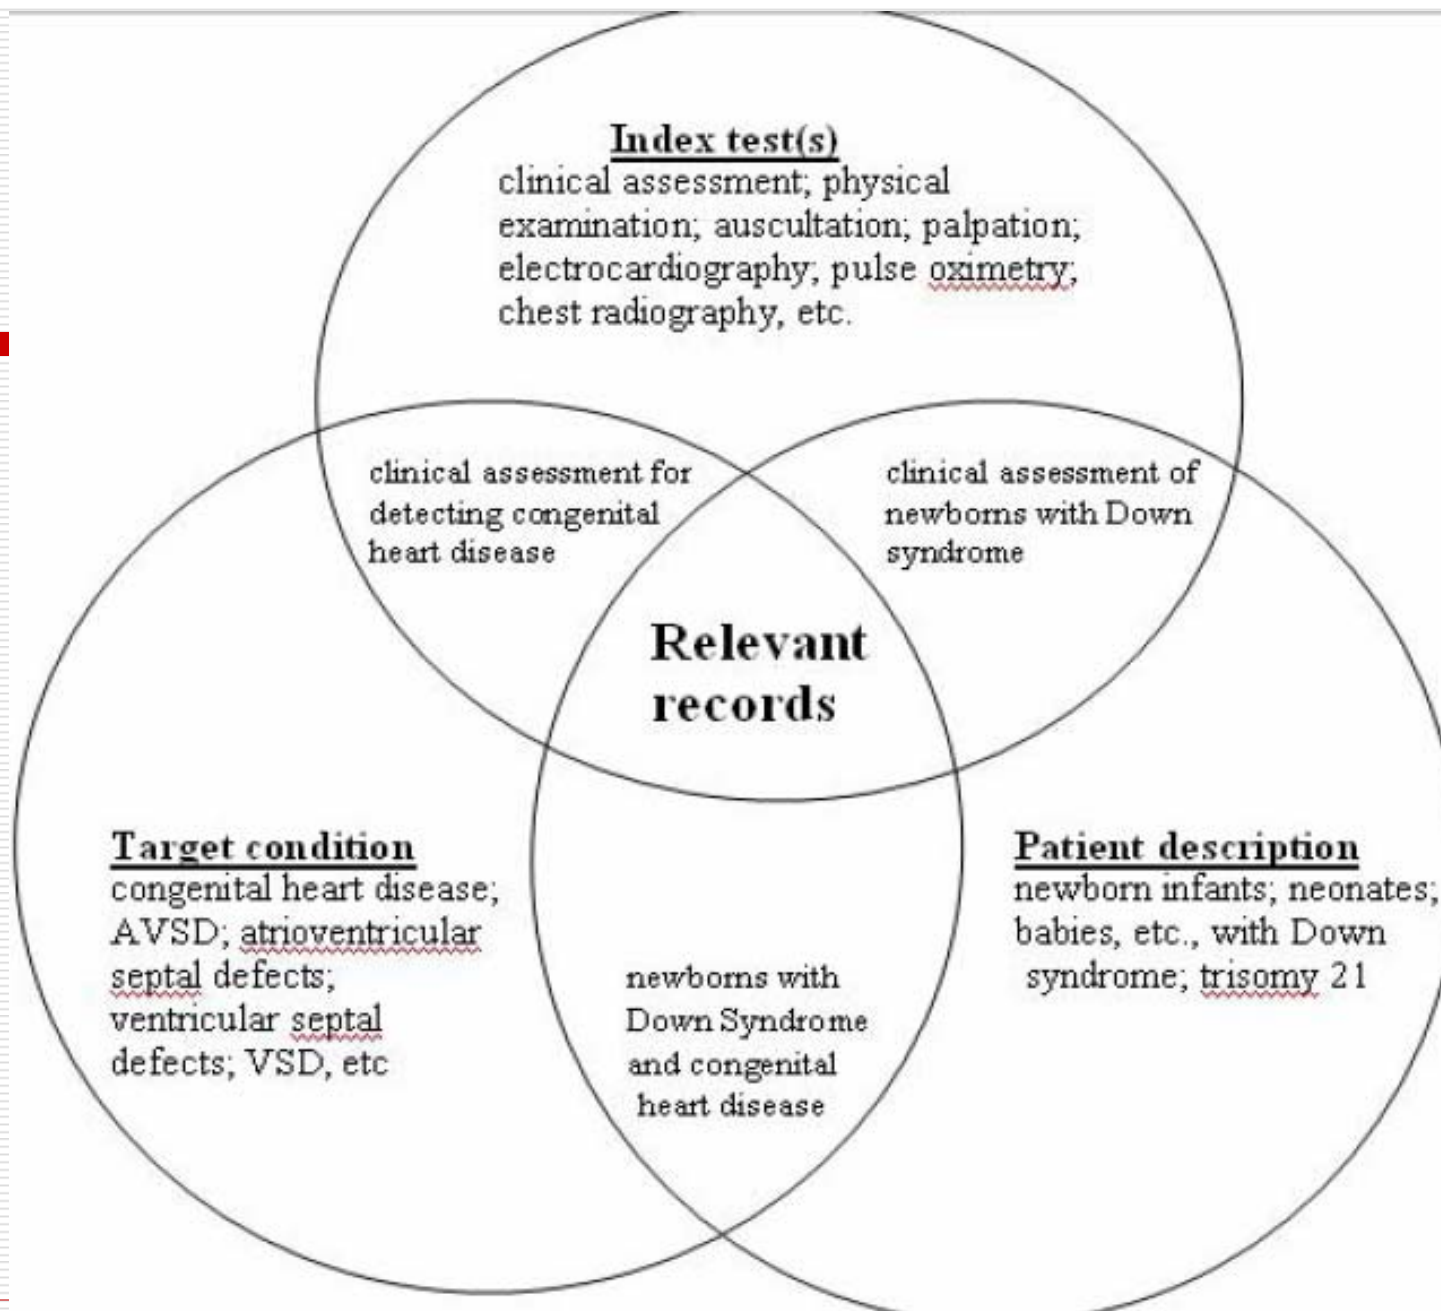 Index test(s)
clinical assessment; physical
examination; auscultation; palpation;
electrocardiography; pulse oximetry;
chest radiography, etc.
clinical assessment for
detecting congenital
heart disease
clinical assessment of
newborns with Down
syndrome
Relevant
records
Target condition
congenital heart disease;
AVSD; atrioventricular
septal defects;
ventricular septal
defects; VSD, etc
newborns with
Down Syndrome
and congenital
heart disease
Patient description
newborn infants; neonates;
babies, etc., with Down
syndrome; trisomy 21